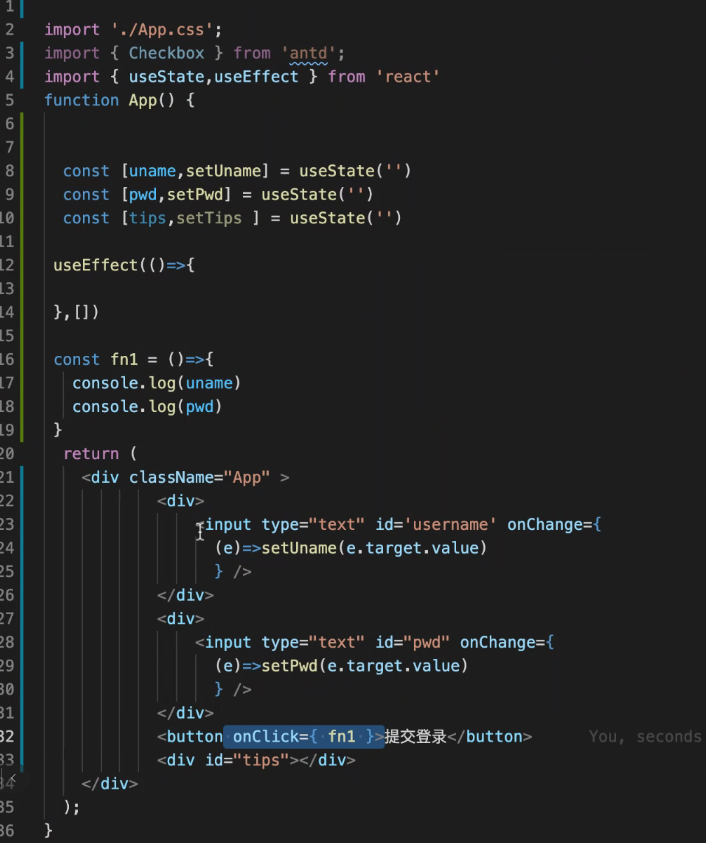 1
2 import './App.css';
3 import { Checkbox } from 'antd';
4 import { useState,useEffect } from 'react'
5 function App() {
6
7
8 const [uname,setUname] = useState('')
9 const [pwd,setPwd] = useState('')
10 const [tips,setTips ] = useState('')
11
12 useEffect(()=>{
13
14 },[])
15
16 const fn1 = ()=>{
17 console.log(uname)
18 console.log(pwd)
19 }
20 return (
21 <div className="App" >
22 <div>
23 <input type="text" id='username' onChange={
24 (e)=>setUname(e.target.value)
25 } />
26 </div>
27 <div>
28 <input type="text" id="pwd" onChange={
29 (e)=>setPwd(e.target.value)
30 } />
31 </div>
32 <button onClick={ fn1 }>提交登录</button> You, seconds
33 <div id="tips"></div>
34 </div>
35 );
36 }